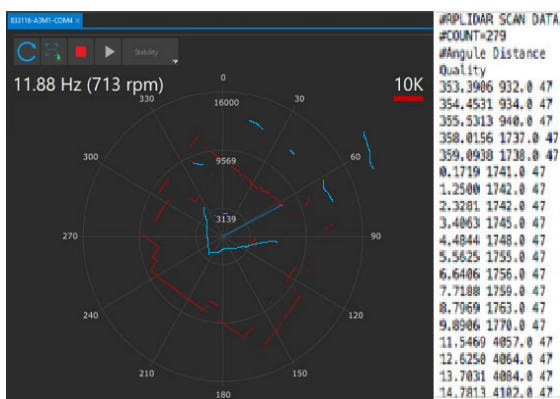 833116-A3M1-COM4 ×
Stability
11.88 Hz (713 rpm)
10K
0
30
60
90
120
150
180
210
240
270
300
330
16000
9569
3139
#RPLIDAR SCAN DATA
#COUNT=279
#Angule Distance
Quality
353.3906 932.0 47
354.4531 934.0 47
355.5313 940.0 47
358.0156 1737.0 47
359.0938 1738.0 47
0.1719 1741.0 47
1.2500 1742.0 47
2.3281 1742.0 47
3.4063 1745.0 47
4.4844 1748.0 47
5.5625 1755.0 47
6.6406 1756.0 47
7.7188 1759.0 47
8.7969 1763.0 47
9.8906 1770.0 47
11.5469 4057.0 47
12.6250 4064.0 47
13.7031 4084.0 47
14.7813 4102.0 47